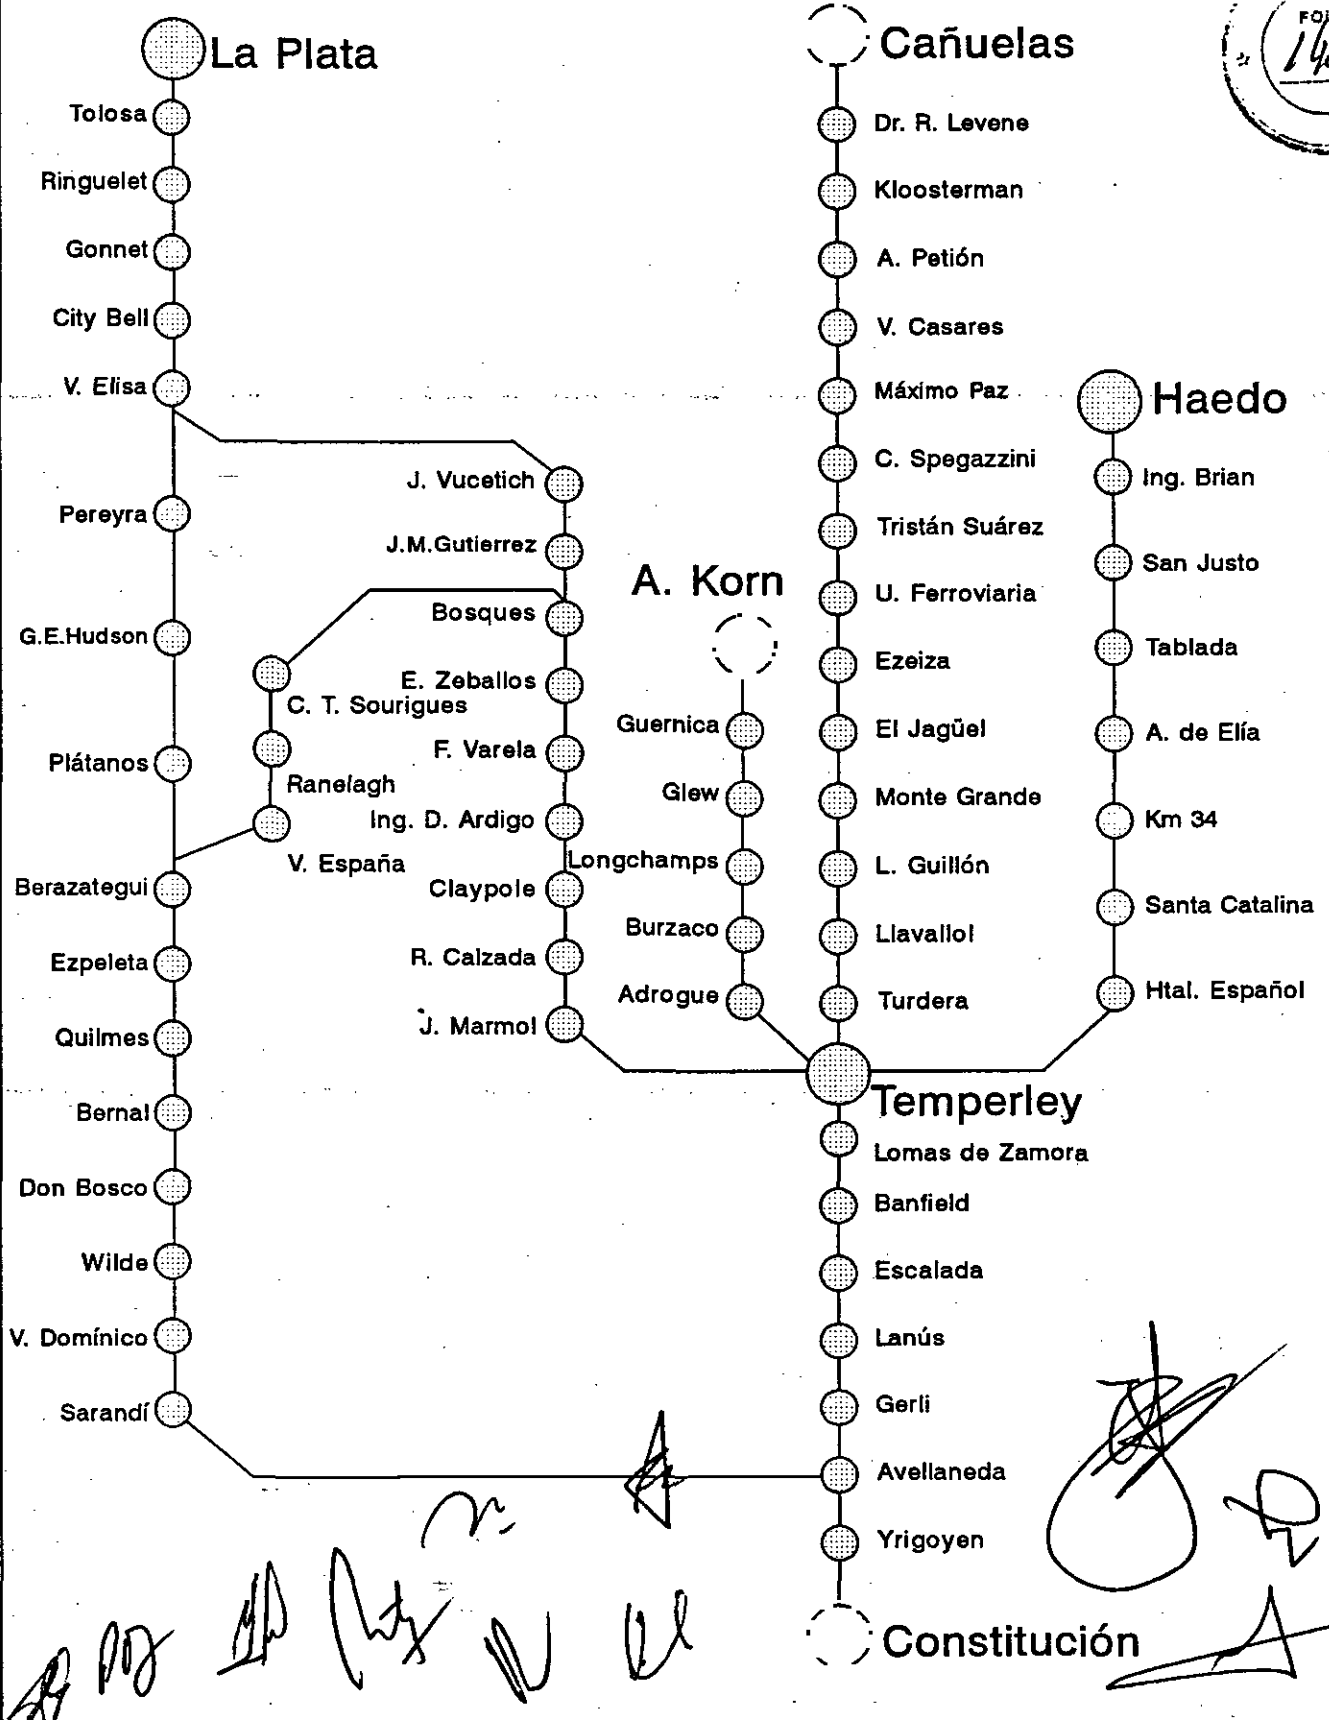 La Plata
Tolosa
Ringuelet
Gonnet
City Bell
V. Elisa
Pereyra
G.E.Hudson
Plátanos
Berazategui
Ezpeleta
Quilmes
Bernal
Don Bosco
Wilde
V. Domínico
Sarandí
C. T. Sourigues
Ranelagh
V. España
J. Vucetich
J.M.Gutierrez
Bosques
E. Zeballos
F. Varela
Ing. D. Ardigo
Claypole
R. Calzada
J. Marmol
A. Korn
Guernica
Glew
Longchamps
Burzaco
Adrogue
Cañuelas
Dr. R. Levene
Kloosterman
A. Petión
V. Casares
Máximo Paz
C. Spegazzini
Tristán Suárez
U. Ferroviaria
Ezeiza
El Jagüel
Monte Grande
L. Guillón
Llavallol
Turdera
Temperley
Lomas de Zamora
Banfield
Escalada
Lanús
Gerli
Avellaneda
Yrigoyen
Constitución
Haedo
Ing. Brian
San Justo
Tablada
A. de Elía
Km 34
Santa Catalina
Htal. Español